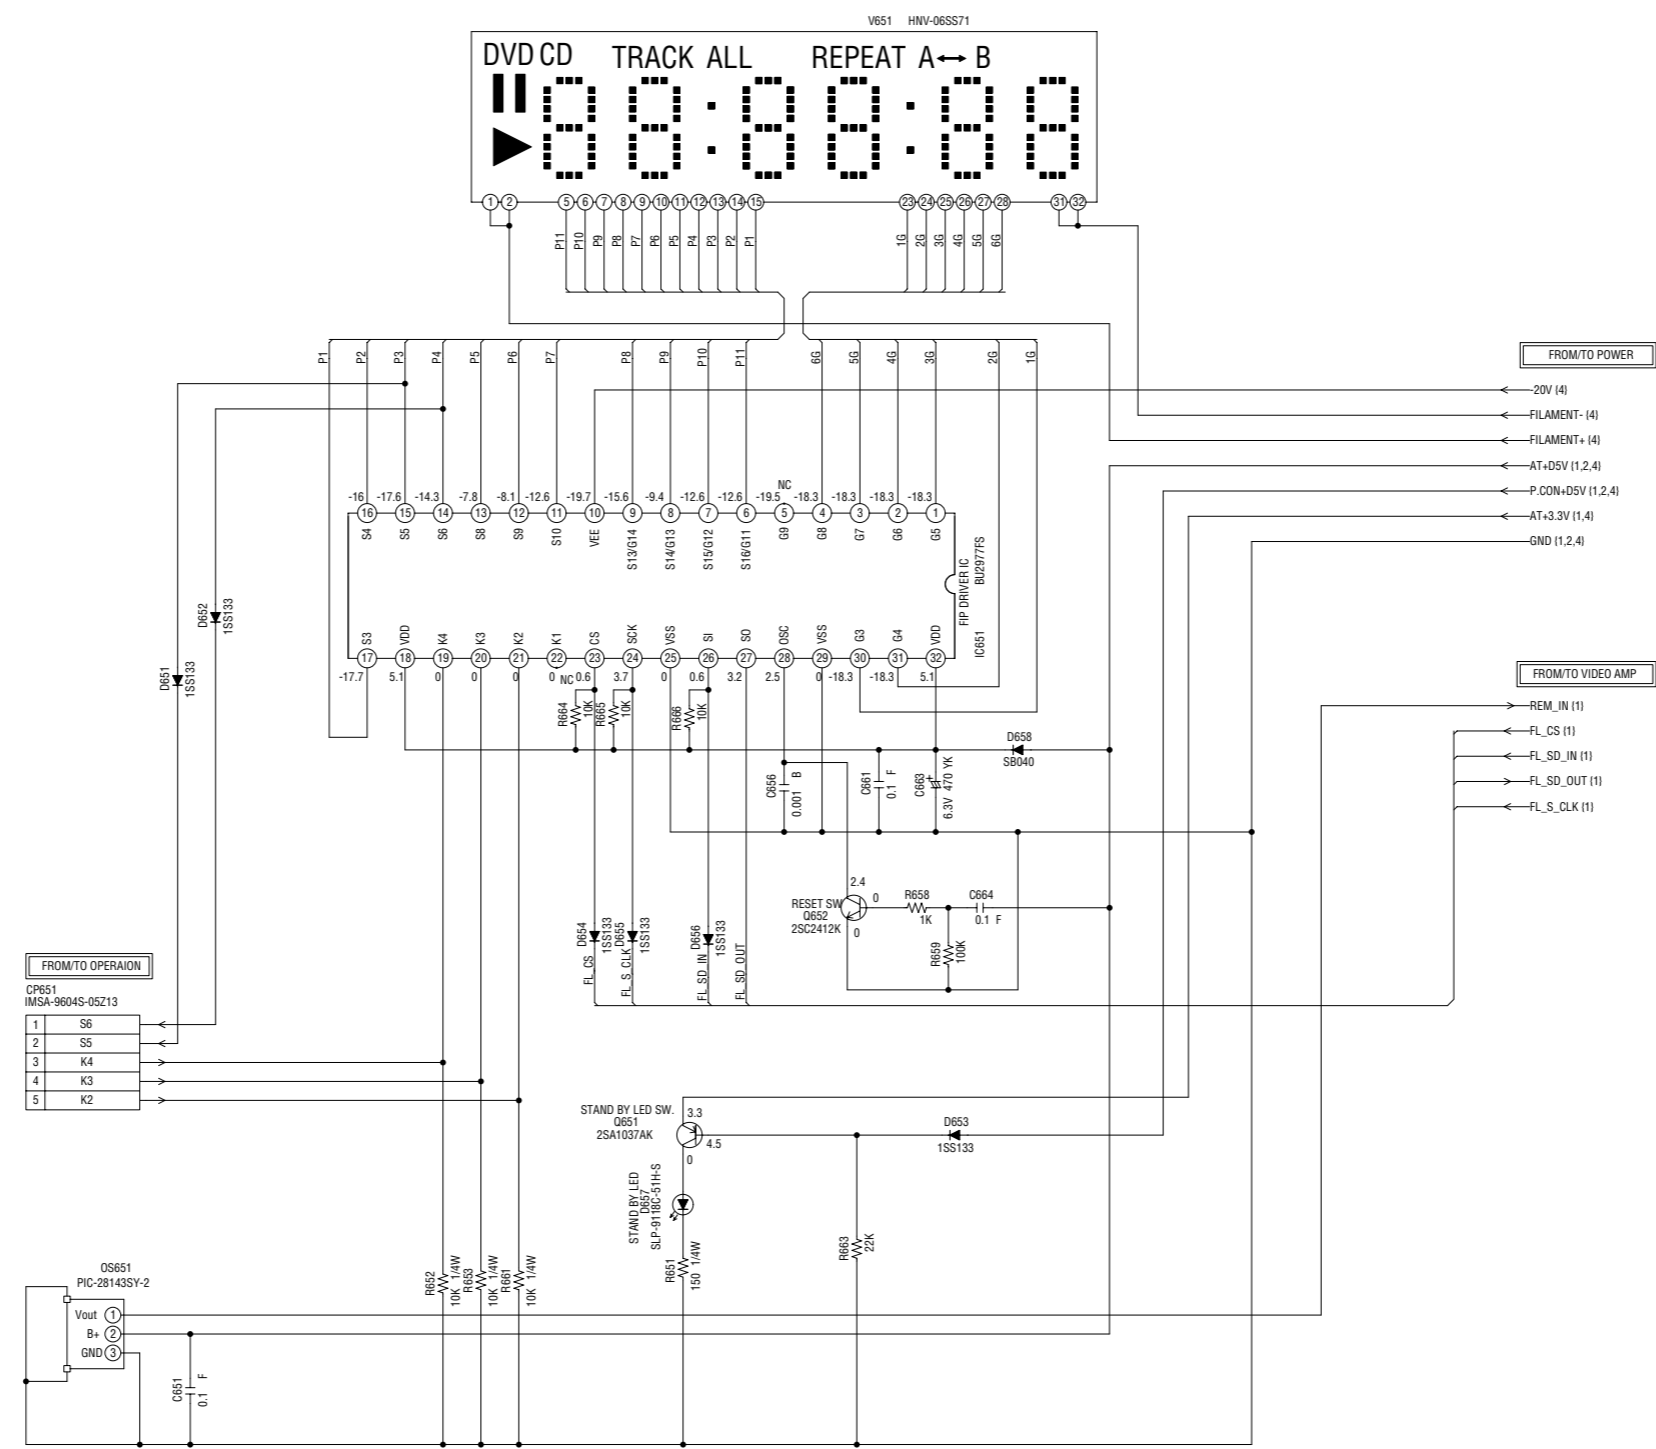 V651 HNV-06SS71
DVD CD TRACK ALL REPEAT A↔B
1 2 5 6 7 8 9 10 11 12 13 14 15 23 24 25 26 27 28 31 32
P11 P10 P9 P8 P7 P6 P5 P4 P3 P2 P1 1G 2G 3G 4G 5G 6G
P1 P2 P3 P4 P5 P6 P7 P8 P9 P10 P11 6G 5G 4G 3G 2G 1G
FROM/TO POWER
-20V (4)
FILAMENT- (4)
FILAMENT+ (4)
AT+D5V (1,2,4)
P.CON+D5V (1,2,4)
AT+3.3V (1,4)
GND (1,2,4)
NC
-16 -17.6 -14.3 -7.8 -8.1 -12.6 -19.7 -15.6 -9.4 -12.6 -12.6 -19.5 -18.3 -18.3 -18.3 -18.3
16 15 14 13 12 11 10 9 8 7 6 5 4 3 2 1
S4 S5 S6 S8 S9 S10 VEE S13/G14 S14/G13 S15/G12 S16/G11 G9 G8 G7 G6 G5
FIP DRIVER IC
BU2977FS
IC651
S3 VDD K4 K3 K2 K1 CS SCK VSS SI SO OSC VSS G3 G4 VDD
17 18 19 20 21 22 23 24 25 26 27 28 29 30 31 32
-17.7 5.1 0 0 0 0 NC 0.6 3.7 0 0.6 3.2 2.5 0 -18.3 -18.3 5.1
D652
1SS133
D651
1SS133
R664
10K
R665
10K
R666
10K
D658
SB040
C656
0.001 B
C661
0.1 F
C663
+
6.3V 470 YK
FROM/TO VIDEO AMP
REM_IN (1)
FL_CS (1)
FL_SD_IN (1)
FL_SD_OUT (1)
FL_S_CLK (1)
2.4
RESET SW
Q652
2SC2412K
0
0
R658
1K
C664
0.1 F
R659
100K
D654
1SS133
D655
1SS133
D656
1SS133
FL_CS
FL_S_CLK
FL_SD_IN
FL_SD_OUT
FROM/TO OPERAION
CP651
IMSA-9604S-05Z13
1 S6
2 S5
3 K4
4 K3
5 K2
STAND BY LED SW.
Q651
2SA1037AK
3.3
4.5
0
D653
1SS133
STAND BY LED
D657
SLP-9118C-51H-S
R651
150 1/4W
R663
22K
R652
10K 1/4W
R653
10K 1/4W
R661
10K 1/4W
OS651
PIC-28143SY-2
Vout 1
B+ 2
GND 3
C651
0.1 F